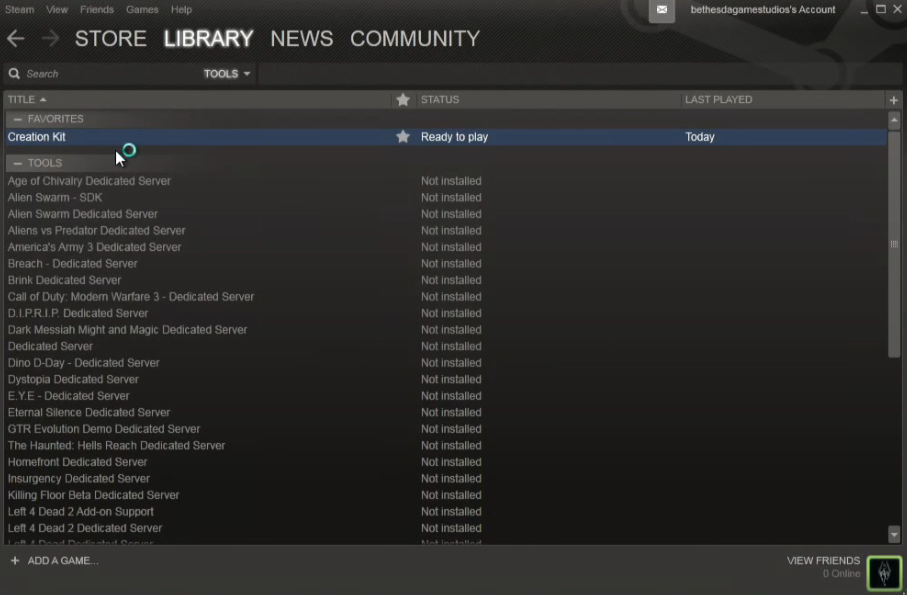 Steam View Friends Games Help
bethesdagamestudios's Account
STORE LIBRARY NEWS COMMUNITY
Search TOOLS
TITLE STATUS LAST PLAYED +
− FAVORITES
Creation Kit Ready to play Today
− TOOLS
Age of Chivalry Dedicated Server Not installed
Alien Swarm - SDK Not installed
Alien Swarm Dedicated Server Not installed
Aliens vs Predator Dedicated Server Not installed
America's Army 3 Dedicated Server Not installed
Breach - Dedicated Server Not installed
Brink Dedicated Server Not installed
Call of Duty: Modern Warfare 3 - Dedicated Server Not installed
D.I.P.R.I.P. Dedicated Server Not installed
Dark Messiah Might and Magic Dedicated Server Not installed
Dedicated Server Not installed
Dino D-Day - Dedicated Server Not installed
Dystopia Dedicated Server Not installed
E.Y.E - Dedicated Server Not installed
Eternal Silence Dedicated Server Not installed
GTR Evolution Demo Dedicated Server Not installed
The Haunted: Hells Reach Dedicated Server Not installed
Homefront Dedicated Server Not installed
Insurgency Dedicated Server Not installed
Killing Floor Beta Dedicated Server Not installed
Left 4 Dead 2 Add-on Support Not installed
Left 4 Dead 2 Dedicated Server Not installed
Left 4 Dead Dedicated Server Not installed
+ ADD A GAME... VIEW FRIENDS
0 Online